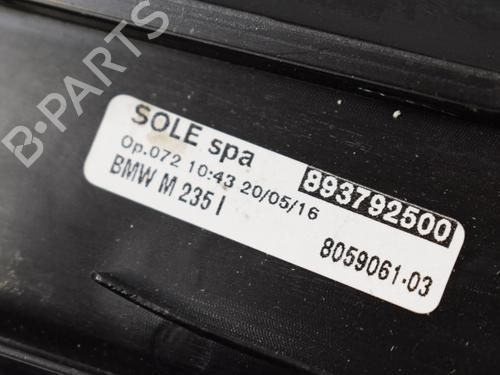 B-PARTS
SOLE spa
Op.072 10:43 20/05/16
893792500
BMW M 235 I
8059061-03